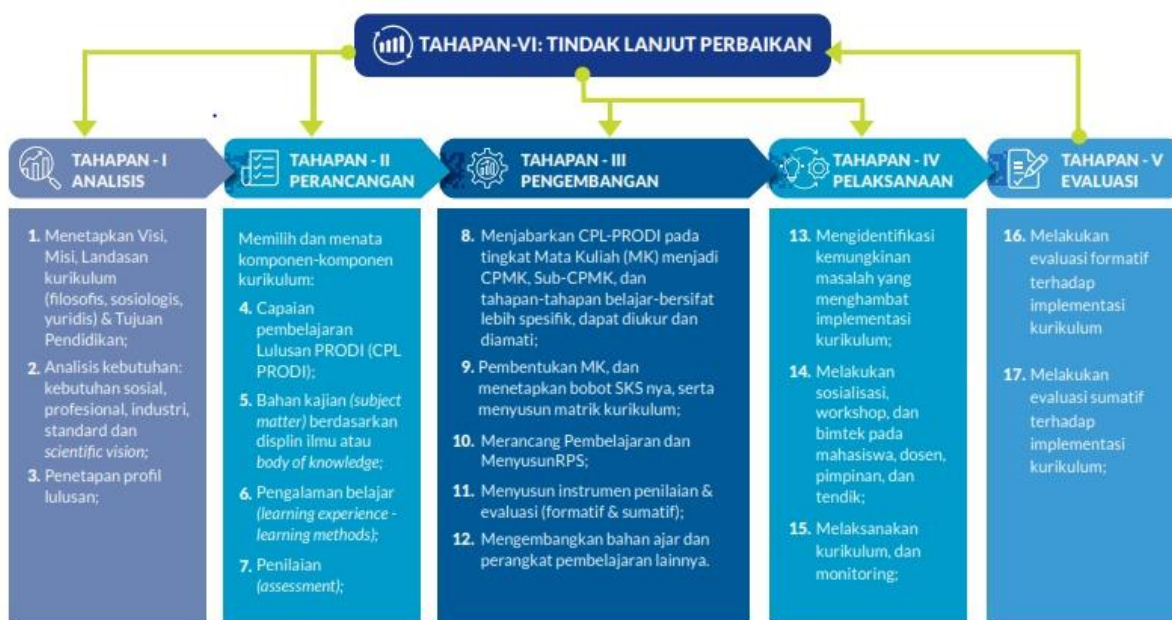 TAHAPAN-VI: TINDAK LANJUT PERBAIKAN
TAHAPAN - I
ANALISIS
1. Menetapkan Visi,
Misi, Landasan
kurikulum
(filosofis, sosiologis,
yuridis) & Tujuan
Pendidikan;
2. Analisis kebutuhan:
kebutuhan sosial,
profesional, industri,
standard dan
scientific vision;
3. Penetapan profil
lulusan;
TAHAPAN - II
PERANCANGAN
Memilih dan menata
komponen-komponen
kurikulum:
4. Capaian
pembelajaran
Lulusan PRODI (CPL
PRODI);
5. Bahan kajian (subject
matter) berdasarkan
displin ilmu atau
body of knowledge;
6. Pengalaman belajar
(learning experience -
learning methods);
7. Penilaian
(assessment);
TAHAPAN - III
PENGEMBANGAN
8. Menjabarkan CPL-PRODI pada
tingkat Mata Kuliah (MK) menjadi
CPMK, Sub-CPMK, dan
tahapan-tahapan belajar-bersifat
lebih spesifik, dapat diukur dan
diamati;
9. Pembentukan MK, dan
menetapkan bobot SKS nya, serta
menyusun matrik kurikulum;
10. Merancang Pembelajaran dan
MenyusunRPS;
11. Menyusun instrumen penilaian &
evaluasi (formatif & sumatif);
12. Mengembangkan bahan ajar dan
perangkat pembelajaran lainnya.
TAHAPAN - IV
PELAKSANAAN
13. Mengidentifikasi
kemungkinan
masalah yang
menghambat
implementasi
kurikulum;
14. Melakukan
sosialisasi,
workshop, dan
bimtek pada
mahasiswa, dosen,
pimpinan, dan
tendik;
15. Melaksanakan
kurikulum, dan
monitoring;
TAHAPAN - V
EVALUASI
16. Melakukan
evaluasi formatif
terhadap
implementasi
kurikulum
17. Melakukan
evaluasi sumatif
terhadap
implementasi
kurikulum;